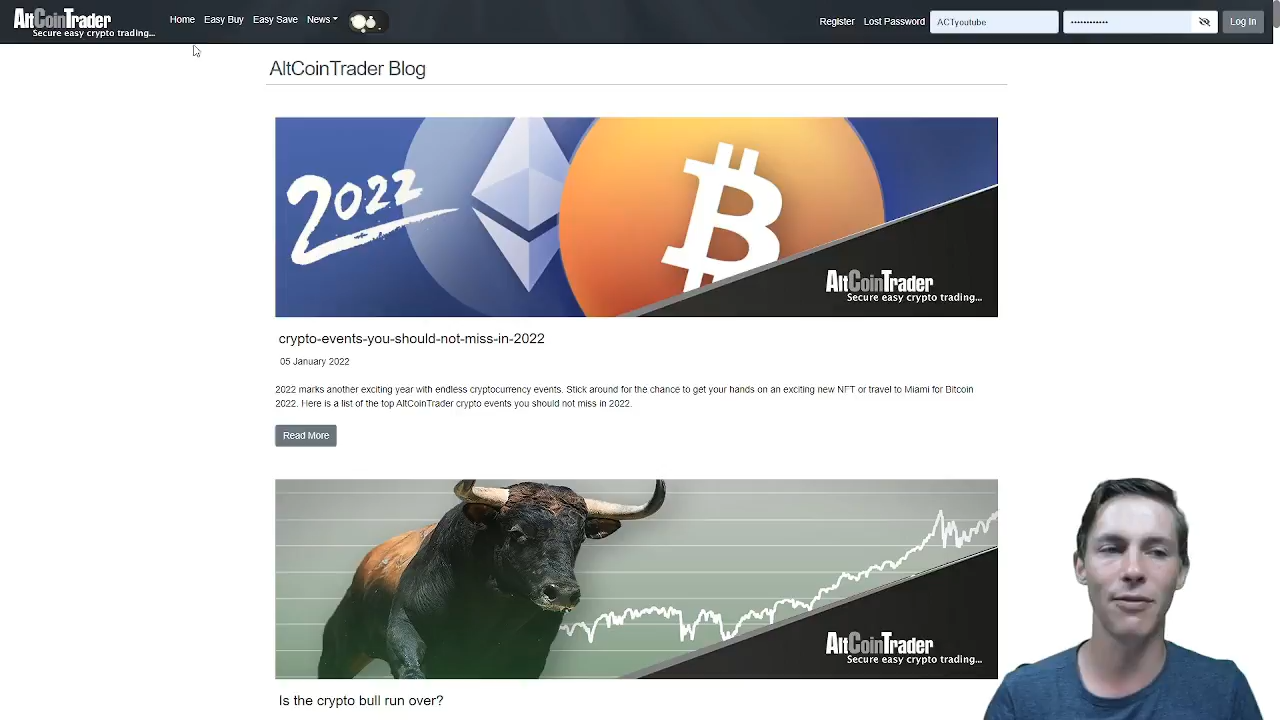 AltCoinTrader
Secure easy crypto trading...
Home Easy Buy Easy Save News
Register Lost Password ACTyoutube •••••••••••• Log In
AltCoinTrader Blog
2022
AltCoinTrader
Secure easy crypto trading...
crypto-events-you-should-not-miss-in-2022
05 January 2022
2022 marks another exciting year with endless cryptocurrency events. Stick around for the chance to get your hands on an exciting new NFT or travel to Miami for Bitcoin
2022. Here is a list of the top AltCoinTrader crypto events you should not miss in 2022.
Read More
AltCoinTrader
Secure easy crypto trading...
Is the crypto bull run over?